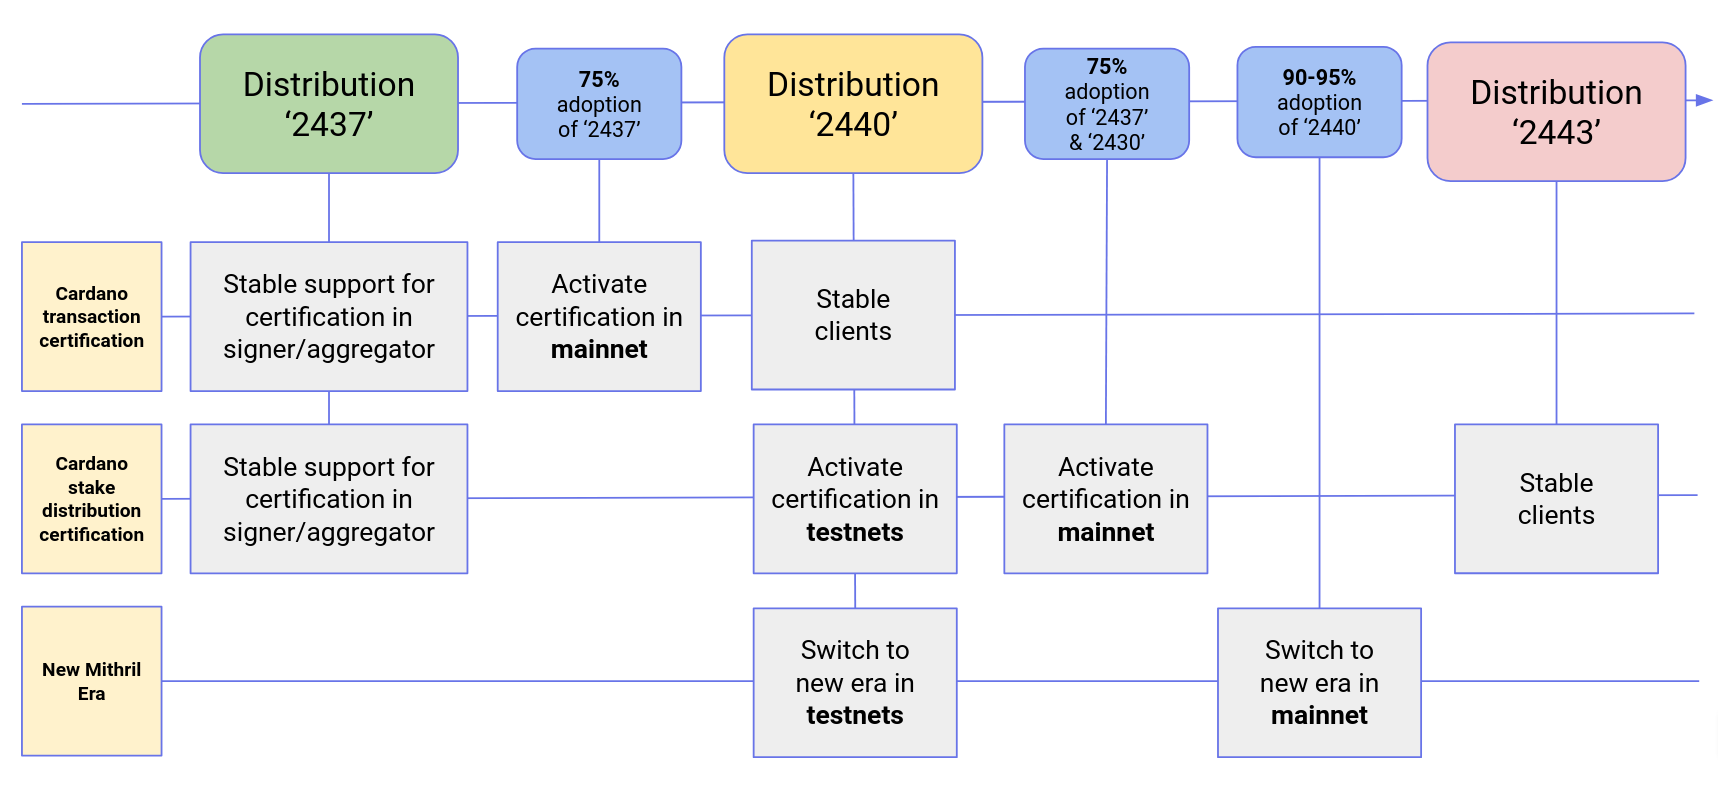 Distribution
‘2437’
75%
adoption
of ‘2437’
Distribution
‘2440’
75%
adoption
of ‘2437’
& ‘2430’
90-95%
adoption
of ‘2440’
Distribution
‘2443’
Cardano
transaction
certification
Stable support for
certification in
signer/aggregator
Activate
certification in
mainnet
Stable
clients
Cardano
stake
distribution
certification
Stable support for
certification in
signer/aggregator
Activate
certification in
testnets
Activate
certification in
mainnet
Stable
clients
New Mithril
Era
Switch to
new era in
testnets
Switch to
new era in
mainnet